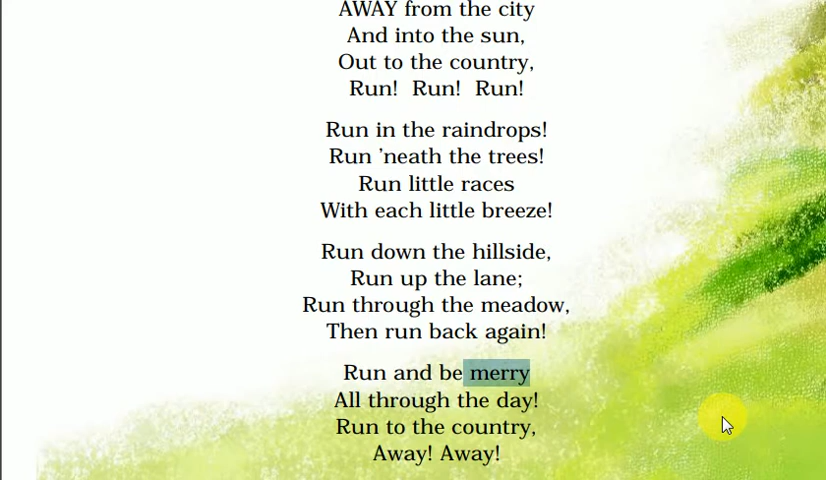 AWAY from the city
And into the sun,
Out to the country,
Run! Run! Run!
Run in the raindrops!
Run ’neath the trees!
Run little races
With each little breeze!
Run down the hillside,
Run up the lane;
Run through the meadow,
Then run back again!
Run and be merry
All through the day!
Run to the country,
Away! Away!